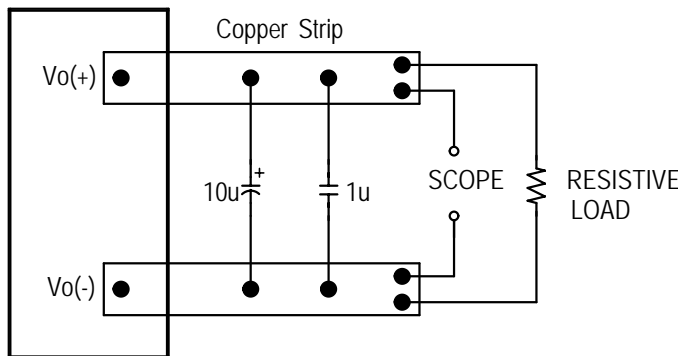 Copper Strip
Vo(+)
10u
+
1u
SCOPE
RESISTIVE
LOAD
Vo(-)